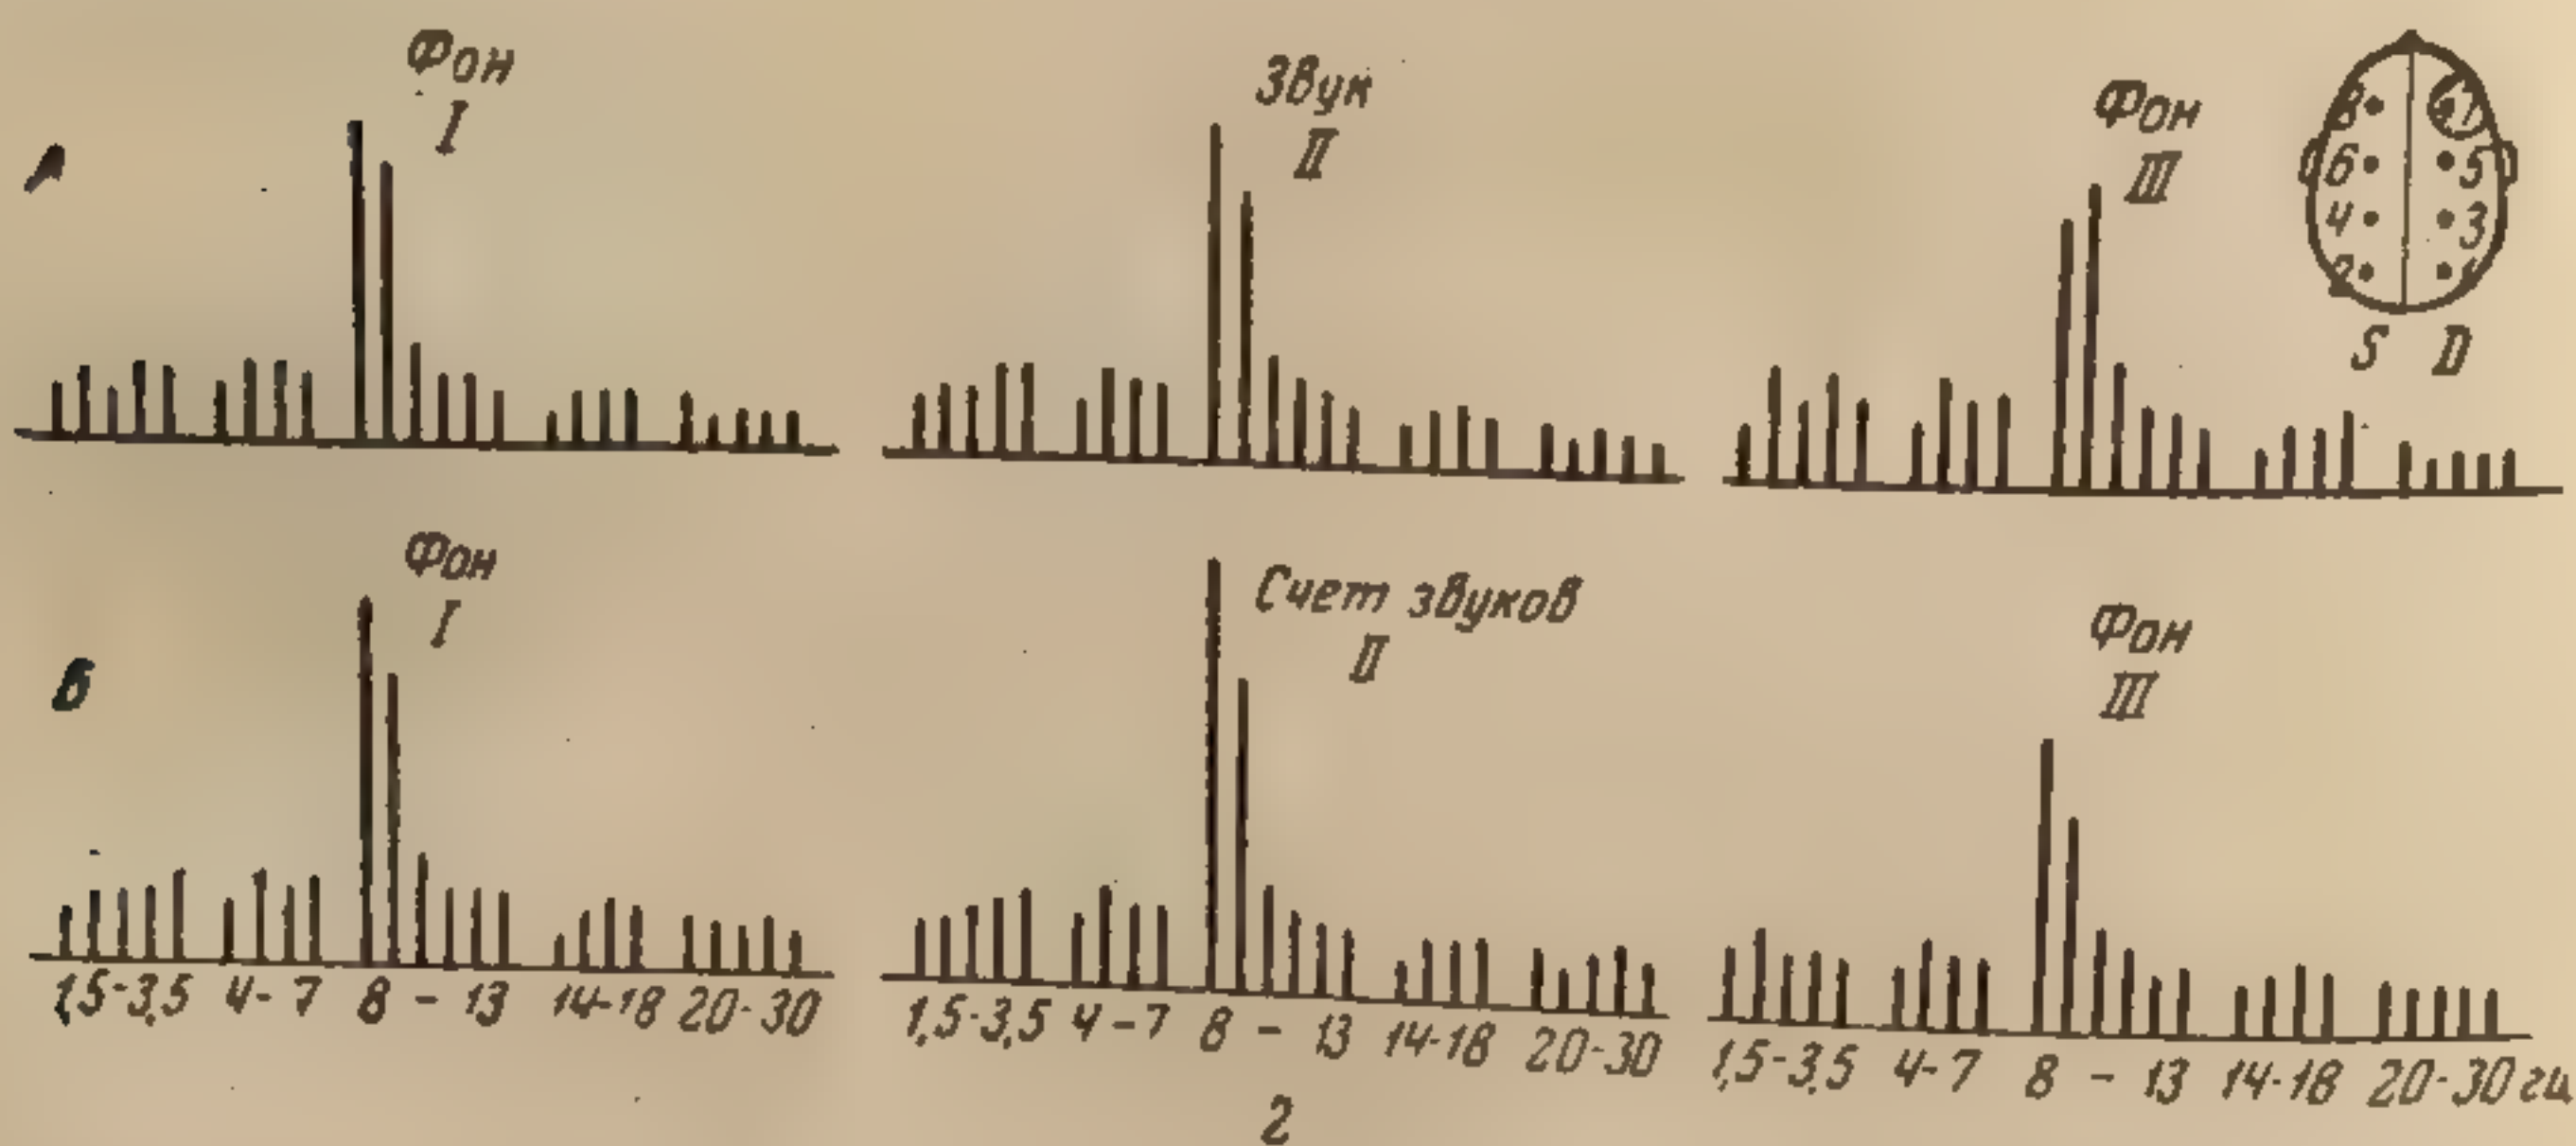 Фон
I
Звук
II
Фон
III
А
8
6 5
4 3
2
S D
Фон
I
Счет звуков
II
Фон
III
Б
1,5-3,5 4-7 8 - 13 14-18 20-30
1,5-3,5 4-7 8 - 13 14-18 20-30
1,5-3,5 4-7 8 - 13 14-18 20-30 гц
2